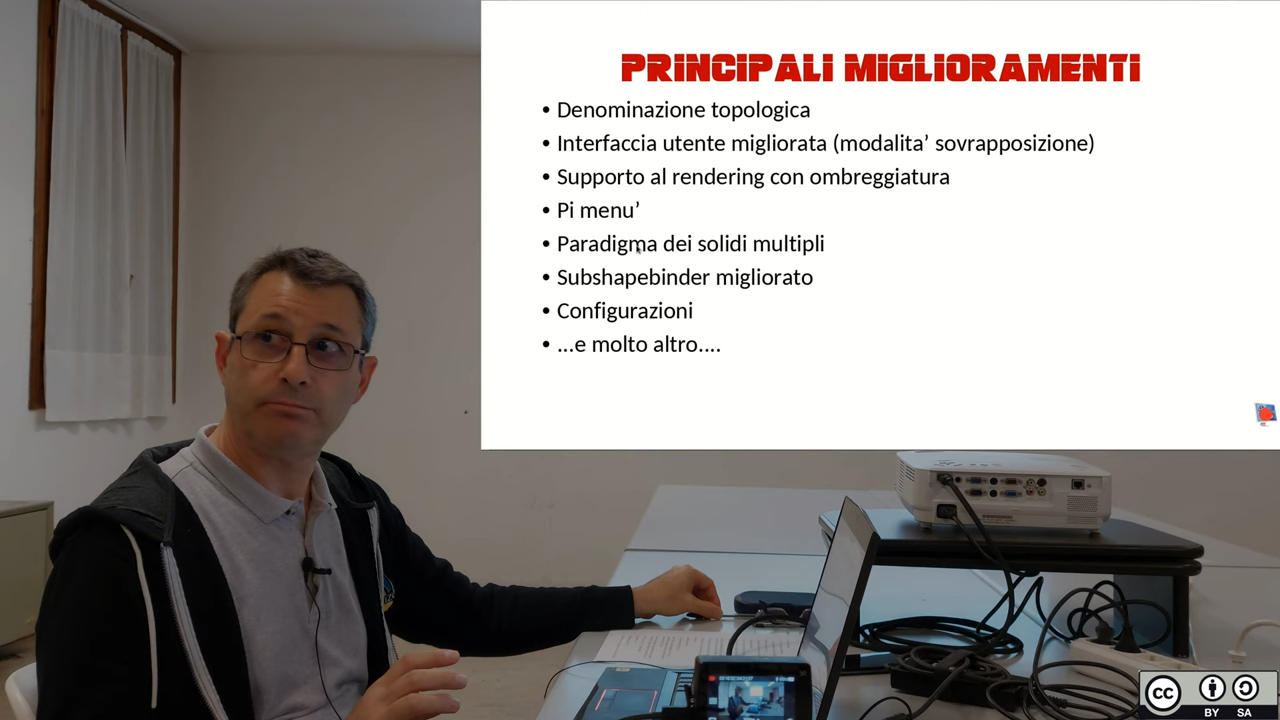 PRINCIPALI MIGLIORAMENTI
• Denominazione topologica
• Interfaccia utente migliorata (modalita’ sovrapposizione)
• Supporto al rendering con ombreggiatura
• Pi menu’
• Paradigma dei solidi multipli
• Subshapebinder migliorato
• Configurazioni
• ...e molto altro....
cc BY SA